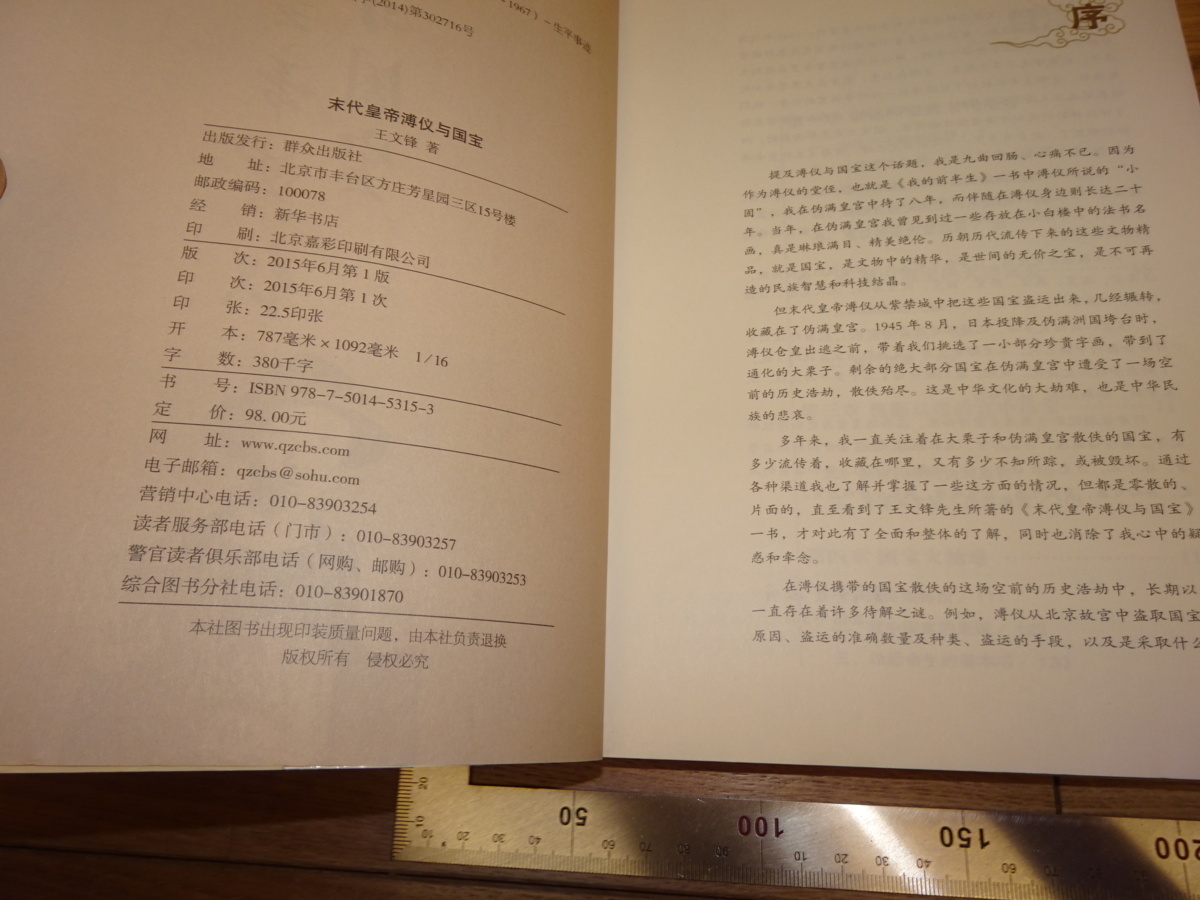 1967）－生平事迹
(2014)第302716号
末代皇帝溥仪与国宝
王文锋 著
出版发行：群众出版社
地 址：北京市丰台区方庄芳星园三区15号楼
邮政编码：100078
经 销：新华书店
印 刷：北京嘉彩印刷有限公司
版 次：2015年6月第1版
印 次：2015年6月第1次
印 张：22.5印张
开 本：787毫米×1092毫米 1/16
字 数：380千字
书 号：ISBN 978-7-5014-5315-3
定 价：98.00元
网 址：www.qzcbs.com
电子邮箱：qzcbs@sohu.com
营销中心电话：010-83903254
读者服务部电话（门市）：010-83903257
警官读者俱乐部电话（网购、邮购）：010-83903253
综合图书分社电话：010-83901870
本社图书出现印装质量问题，由本社负责退换
版权所有 侵权必究
序
提及溥仪与国宝这个话题，我是九曲回肠、心痛不已。因为
作为溥仪的堂侄，也就是《我的前半生》一书中溥仪所说的“小
固”，我在伪满皇宫中待了八年，而伴随在溥仪身边则长达二十
年。当年，在伪满皇宫我曾见到过一些存放在小白楼中的法书名
画，真是琳琅满目、精美绝伦。历朝历代流传下来的这些文物精
品，就是国宝，是文物中的精华，是世间的无价之宝，是不可再
造的民族智慧和科技结晶。
但末代皇帝溥仪从紫禁城中把这些国宝盗运出来，几经辗转，
收藏在了伪满皇宫。1945年8月，日本投降及伪满洲国垮台时，
溥仪仓皇出逃之前，带着我们挑选了一小部分珍贵字画，带到了
通化的大栗子。剩余的绝大部分国宝在伪满皇宫中遭受了一场空
前的历史浩劫，散佚殆尽。这是中华文化的大劫难，也是中华民
族的悲哀。
多年来，我一直关注着在大栗子和伪满皇宫散佚的国宝，有
多少流传着，收藏在哪里，又有多少不知所踪，或被毁坏。通过
各种渠道我也了解并掌握了一些这方面的情况，但都是零散的、
片面的，直至看到了王文锋先生所著的《末代皇帝溥仪与国宝》
一书，才对此有了全面和整体的了解，同时也消除了我心中的疑
惑和牵念。
在溥仪携带的国宝散佚的这场空前的历史浩劫中，长期以
一直存在着许多待解之谜。例如，溥仪从北京故宫中盗取国宝
原因、盗运的准确数量及种类、盗运的手段，以及是采取什么
50 100 150 200
20 10 10 20 30 40 60 70 80 90 10 20 30 40 60 70 80 90 10